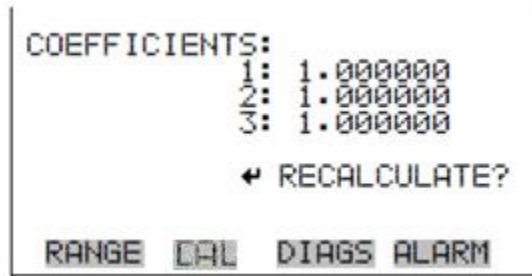 COEFFICIENTS:
1: 1.000000
2: 1.000000
3: 1.000000
↵ RECALCULATE?
RANGE CAL DIAGS ALARM